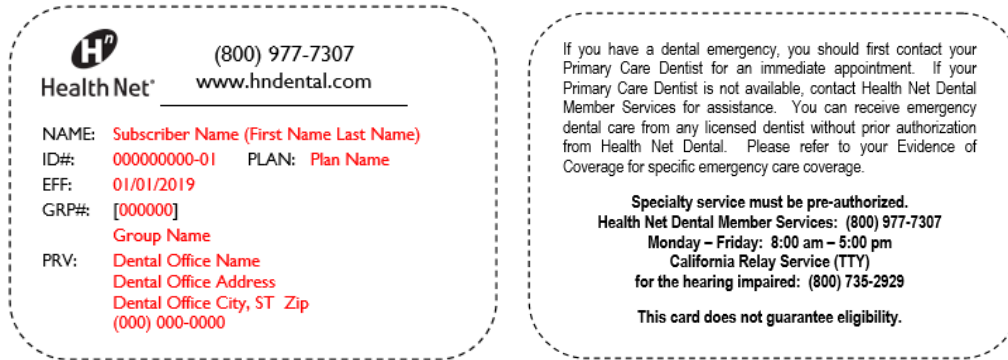 Hn
Health Net®
(800) 977-7307
www.hndental.com
NAME: Subscriber Name (First Name Last Name)
ID#: 000000000-01 PLAN: Plan Name
EFF: 01/01/2019
GRP#: [000000]
Group Name
PRV: Dental Office Name
Dental Office Address
Dental Office City, ST Zip
(000) 000-0000
If you have a dental emergency, you should first contact your
Primary Care Dentist for an immediate appointment. If your
Primary Care Dentist is not available, contact Health Net Dental
Member Services for assistance. You can receive emergency
dental care from any licensed dentist without prior authorization
from Health Net Dental. Please refer to your Evidence of
Coverage for specific emergency care coverage.
Specialty service must be pre-authorized.
Health Net Dental Member Services: (800) 977-7307
Monday – Friday: 8:00 am – 5:00 pm
California Relay Service (TTY)
for the hearing impaired: (800) 735-2929
This card does not guarantee eligibility.